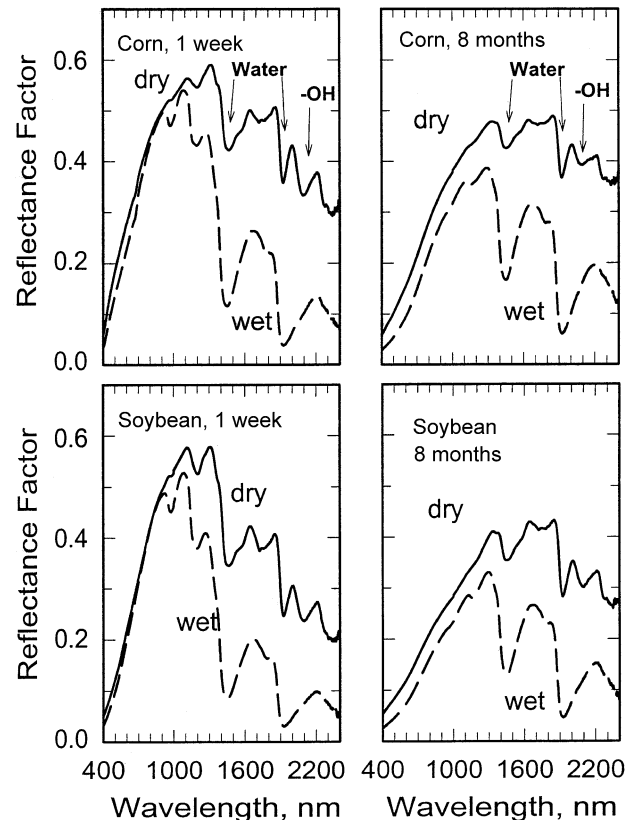 Corn, 1 week
dry
Water
-OH
wet
Reflectance Factor
0.6
0.4
0.2
0.0
Corn, 8 months
dry
Water
-OH
wet
Soybean, 1 week
dry
wet
Reflectance Factor
0.6
0.4
0.2
0.0
400 1000 1600 2200
Wavelength, nm
Soybean
8 months
dry
wet
400 1000 1600 2200
Wavelength, nm